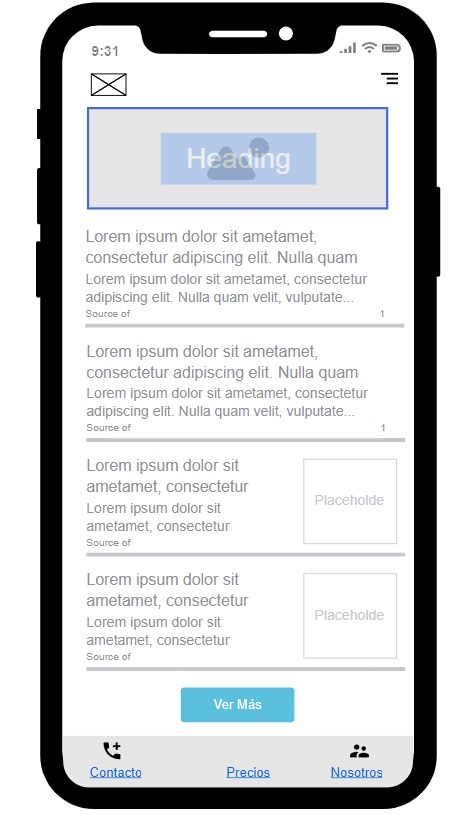 9:31
Heading
Lorem ipsum dolor sit ametamet,
consectetur adipiscing elit. Nulla quam
Lorem ipsum dolor sit ametamet, consectetur
adipiscing elit. Nulla quam velit, vulputate...
Source of 1
Lorem ipsum dolor sit ametamet,
consectetur adipiscing elit. Nulla quam
Lorem ipsum dolor sit ametamet, consectetur
adipiscing elit. Nulla quam velit, vulputate...
Source of 1
Lorem ipsum dolor sit
ametamet, consectetur
Lorem ipsum dolor sit
ametamet, consectetur
Source of
Placeholde
Lorem ipsum dolor sit
ametamet, consectetur
Lorem ipsum dolor sit
ametamet, consectetur
Source of
Placeholde
Ver Más
Contacto Precios Nosotros